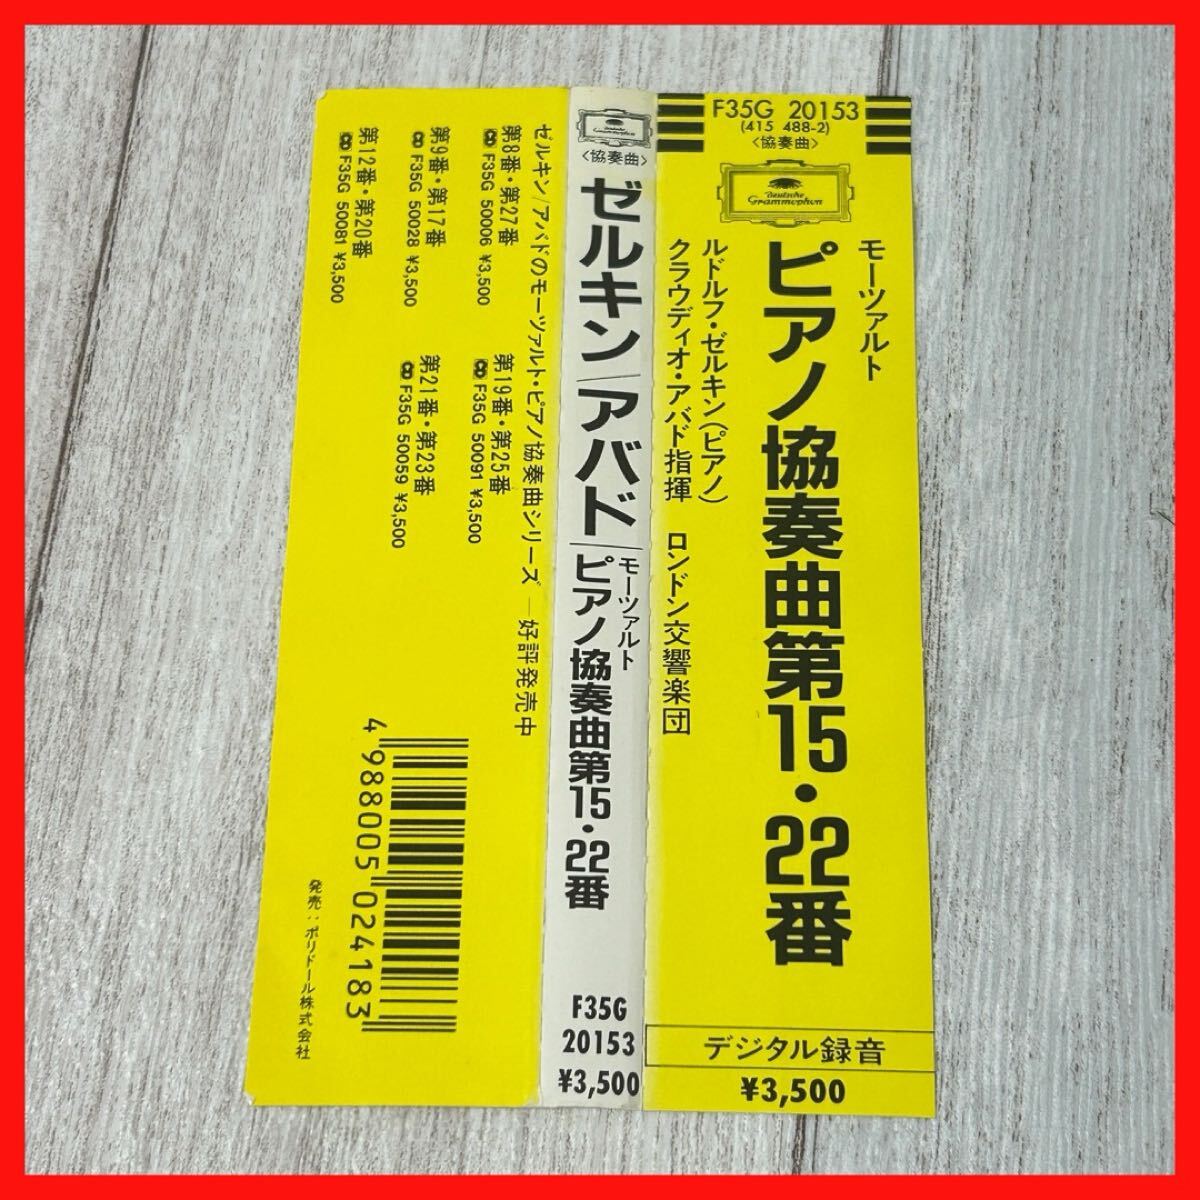 F35G 20153
(415 488-2)
〈協奏曲〉
Deutsche
Grammophon
モーツァルト
ピアノ協奏曲第15・22番
ルドルフ・ゼルキン(ピアノ)
クラウディオ・アバド指揮 ロンドン交響楽団
デジタル録音
¥3,500
Deutsche
Grammophon
〈協奏曲〉
ゼルキン/アバド/モーツァルト ピアノ協奏曲第15・22番
F35G
20153
¥3,500
ゼルキン/アバドのモーツァルト・ピアノ協奏曲シリーズ —好評発売中
第8番・第27番
F35G 50006 ¥3,500
第19番・第25番
F35G 50091 ¥3,500
第9番・第17番
F35G 50028 ¥3,500
第21番・第23番
F35G 50059 ¥3,500
第12番・第20番
F35G 50081 ¥3,500
4 988005 024183
発売:ポリドール株式会社